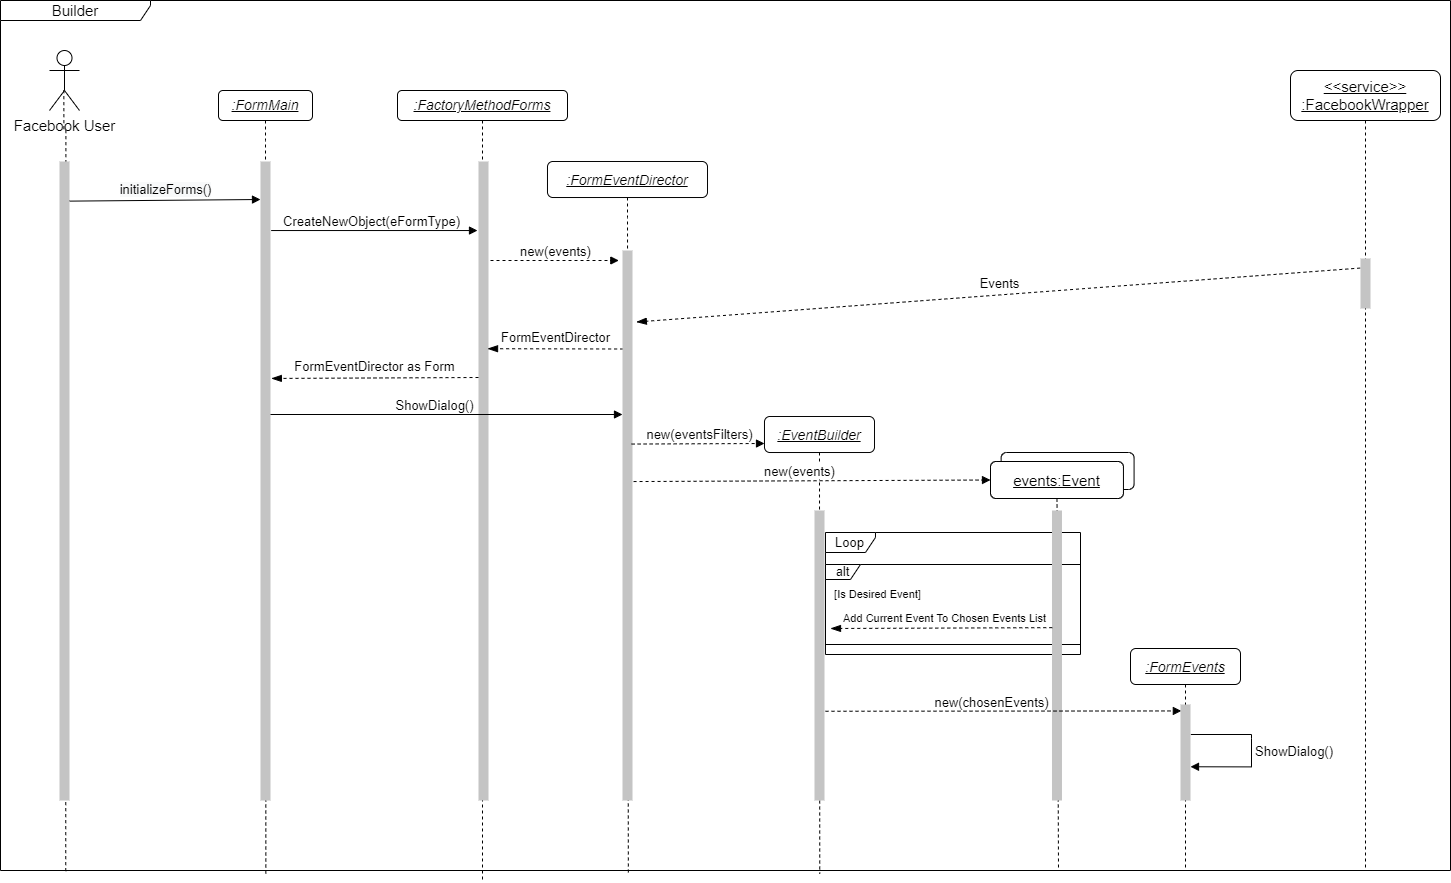 Builder
Facebook User
:FormMain
:FactoryMethodForms
<<service>>
:FacebookWrapper
:FormEventDirector
initializeForms()
CreateNewObject(eFormType)
new(events)
Events
FormEventDirector
FormEventDirector as Form
ShowDialog()
new(eventsFilters)
:EventBuilder
new(events)
events:Event
Loop
alt
[Is Desired Event]
Add Current Event To Chosen Events List
:FormEvents
new(chosenEvents)
ShowDialog()